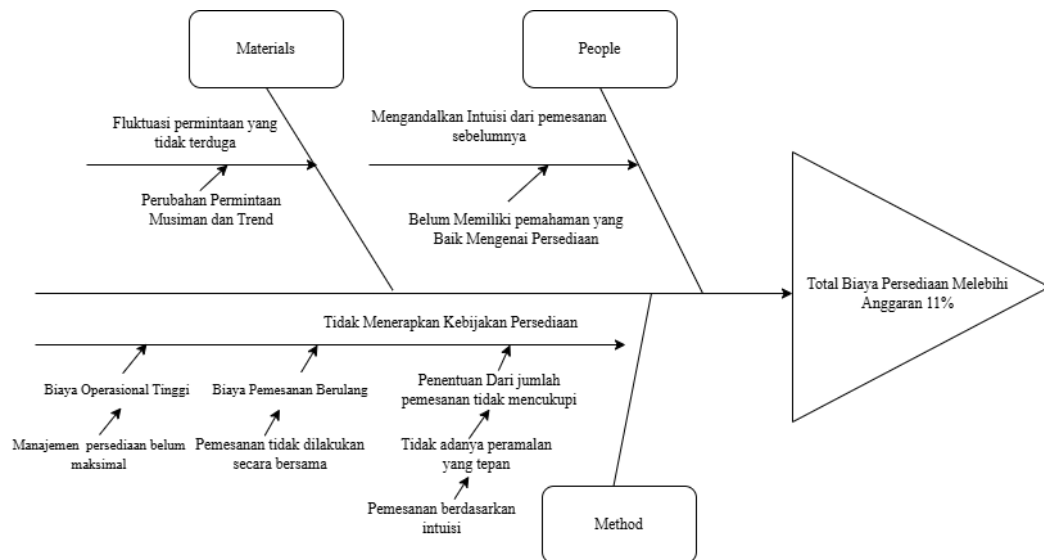 Materials
People
Fluktuasi permintaan yang
tidak terduga
Mengandalkan Intuisi dari pemesanan
sebelumnya
Perubahan Permintaan
Musiman dan Trend
Belum Memiliki pemahaman yang
Baik Mengenai Persediaan
Total Biaya Persediaan Melebihi
Anggaran 11%
Tidak Menerapkan Kebijakan Persediaan
Biaya Operasional Tinggi
Biaya Pemesanan Berulang
Penentuan Dari jumlah
pemesanan tidak mencukupi
Manajemen persediaan belum
maksimal
Pemesanan tidak dilakukan
secara bersama
Tidak adanya peramalan
yang tepan
Pemesanan berdasarkan
intuisi
Method